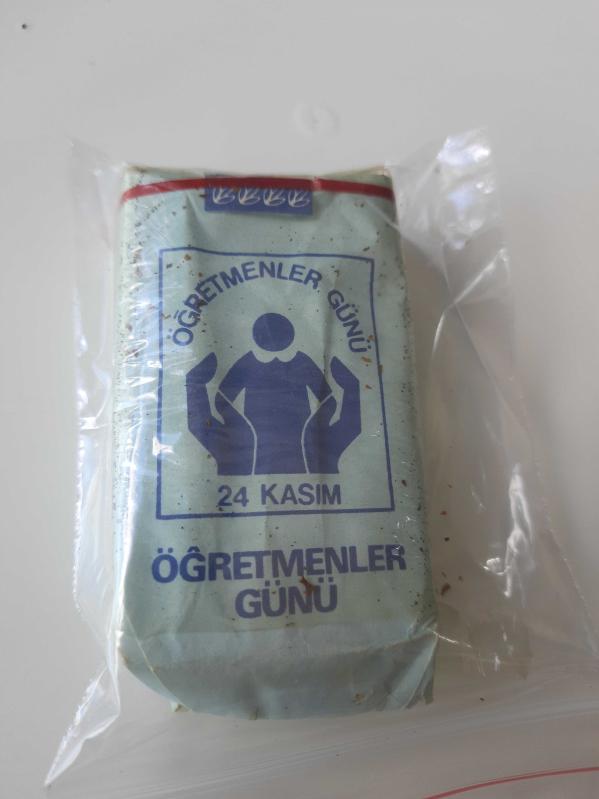 ÖĞRETMENLER GÜNÜ
24 KASIM
ÖĞRETMENLER
GÜNÜ